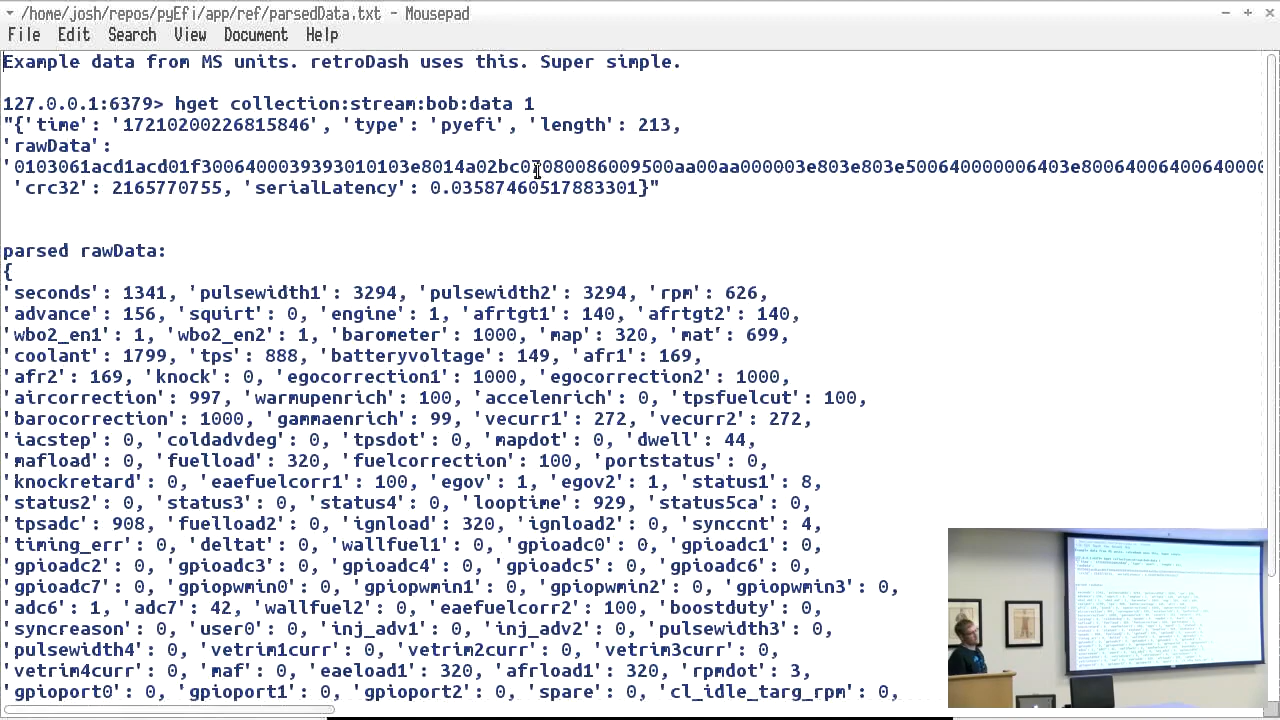 /home/josh/repos/pyEfi/app/ref/parsedData.txt - Mousepad
File Edit Search View Document Help
Example data from MS units. retroDash uses this. Super simple.
127.0.0.1:6379> hget collection:stream:bob:data 1
"{'time': '17210200226815846', 'type': 'pyefi', 'length': 213,
'rawData':
'0103061acd1acd01f3006400039393010103e8014a02bc0 080086009500aa00aa000003e803e803e500640000006403e80064006400640000
'crc32': 2165770755, 'serialLatency': 0.03587460517883301}"
parsed rawData:
{
'seconds': 1341, 'pulsewidth1': 3294, 'pulsewidth2': 3294, 'rpm': 626,
'advance': 156, 'squirt': 0, 'engine': 1, 'afrtgt1': 140, 'afrtgt2': 140,
'wbo2_en1': 1, 'wbo2_en2': 1, 'barometer': 1000, 'map': 320, 'mat': 699,
'coolant': 1799, 'tps': 888, 'batteryvoltage': 149, 'afr1': 169,
'afr2': 169, 'knock': 0, 'egocorrection1': 1000, 'egocorrection2': 1000,
'aircorrection': 997, 'warmupenrich': 100, 'accelenrich': 0, 'tpsfuelcut': 100,
'barocorrection': 1000, 'gammaenrich': 99, 'vecurr1': 272, 'vecurr2': 272,
'iacstep': 0, 'coldadvdeg': 0, 'tpsdot': 0, 'mapdot': 0, 'dwell': 44,
'mafload': 0, 'fuelload': 320, 'fuelcorrection': 100, 'portstatus': 0,
'knockretard': 0, 'eaefuelcorr1': 100, 'egov': 1, 'egov2': 1, 'status1': 8,
'status2': 0, 'status3': 0, 'status4': 0, 'looptime': 929, 'status5ca': 0,
'tpsadc': 908, 'fuelload2': 0, 'ignload': 320, 'ignload2': 0, 'synccnt': 4,
'timing_err': 0, 'deltat': 0, 'wallfuel1': 0, 'gpioadc0': 0, 'gpioadc1': 0,
'gpioadc2': 0, 'gpioadc3': 0, 'gpioadc4': 0, 'gpioadc5': 0, 'gpioadc6': 0,
'gpioadc7': 0, 'gpiopwmin0': 0, 'gpiopwmin1': 0, 'gpiopwmin2': 0, 'gpiopwmin3': 0,
'adc6': 1, 'adc7': 42, 'wallfuel2': 0, 'eaefuelcorr2': 100, 'boostduty': 0,
'syncreason': 0, 'user0': 0, 'inj_adv1': 0, 'inj_adv2': 0, 'pulsewidth3': 0,
'pulsewidth4': 0, 'vetrim1curr': 0, 'vetrim2curr': 0, 'vetrim3curr': 0,
'vetrim4curr': 0, 'maf': 0, 'eaeload1': 320, 'afrload1': 320, 'rpmdot': 3,
'gpioport0': 0, 'gpioport1': 0, 'gpioport2': 0, 'spare': 0, 'cl_idle_targ_rpm': 0,